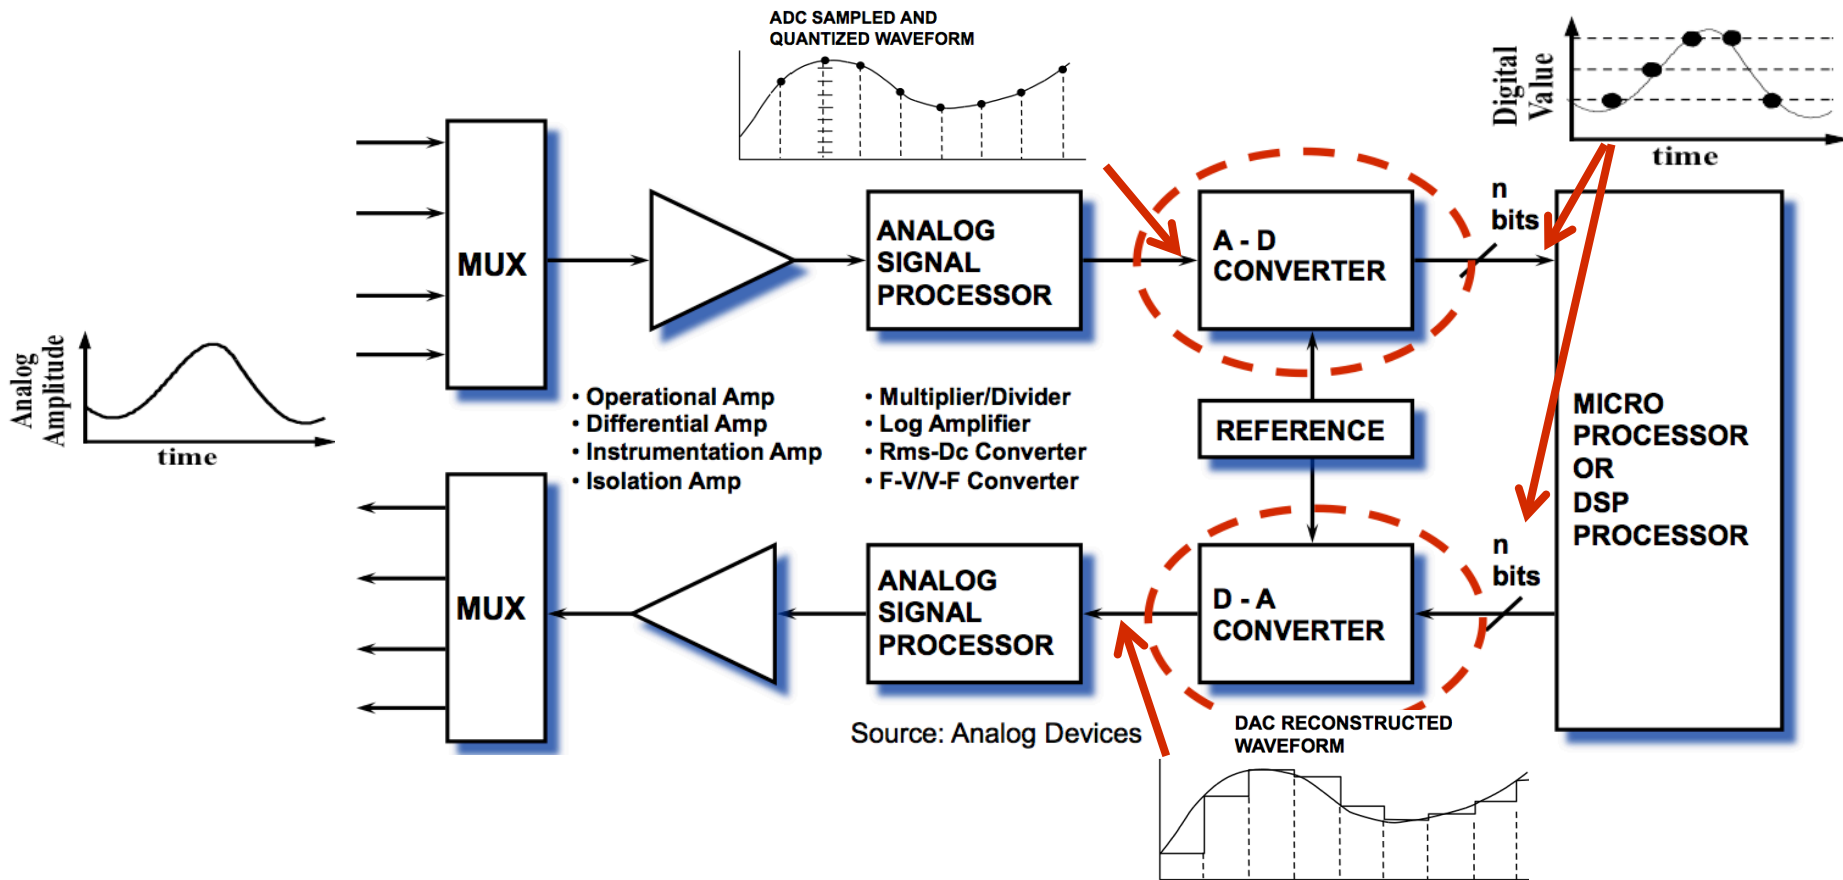 ADC SAMPLED AND
QUANTIZED WAVEFORM
Digital
Value
time
n
bits
MUX
ANALOG
SIGNAL
PROCESSOR
A - D
CONVERTER
Analog
Amplitude
time
• Operational Amp
• Differential Amp
• Instrumentation Amp
• Isolation Amp
• Multiplier/Divider
• Log Amplifier
• Rms-Dc Converter
• F-V/V-F Converter
REFERENCE
MICRO
PROCESSOR
OR
DSP
PROCESSOR
MUX
ANALOG
SIGNAL
PROCESSOR
D - A
CONVERTER
n
bits
Source: Analog Devices
DAC RECONSTRUCTED
WAVEFORM